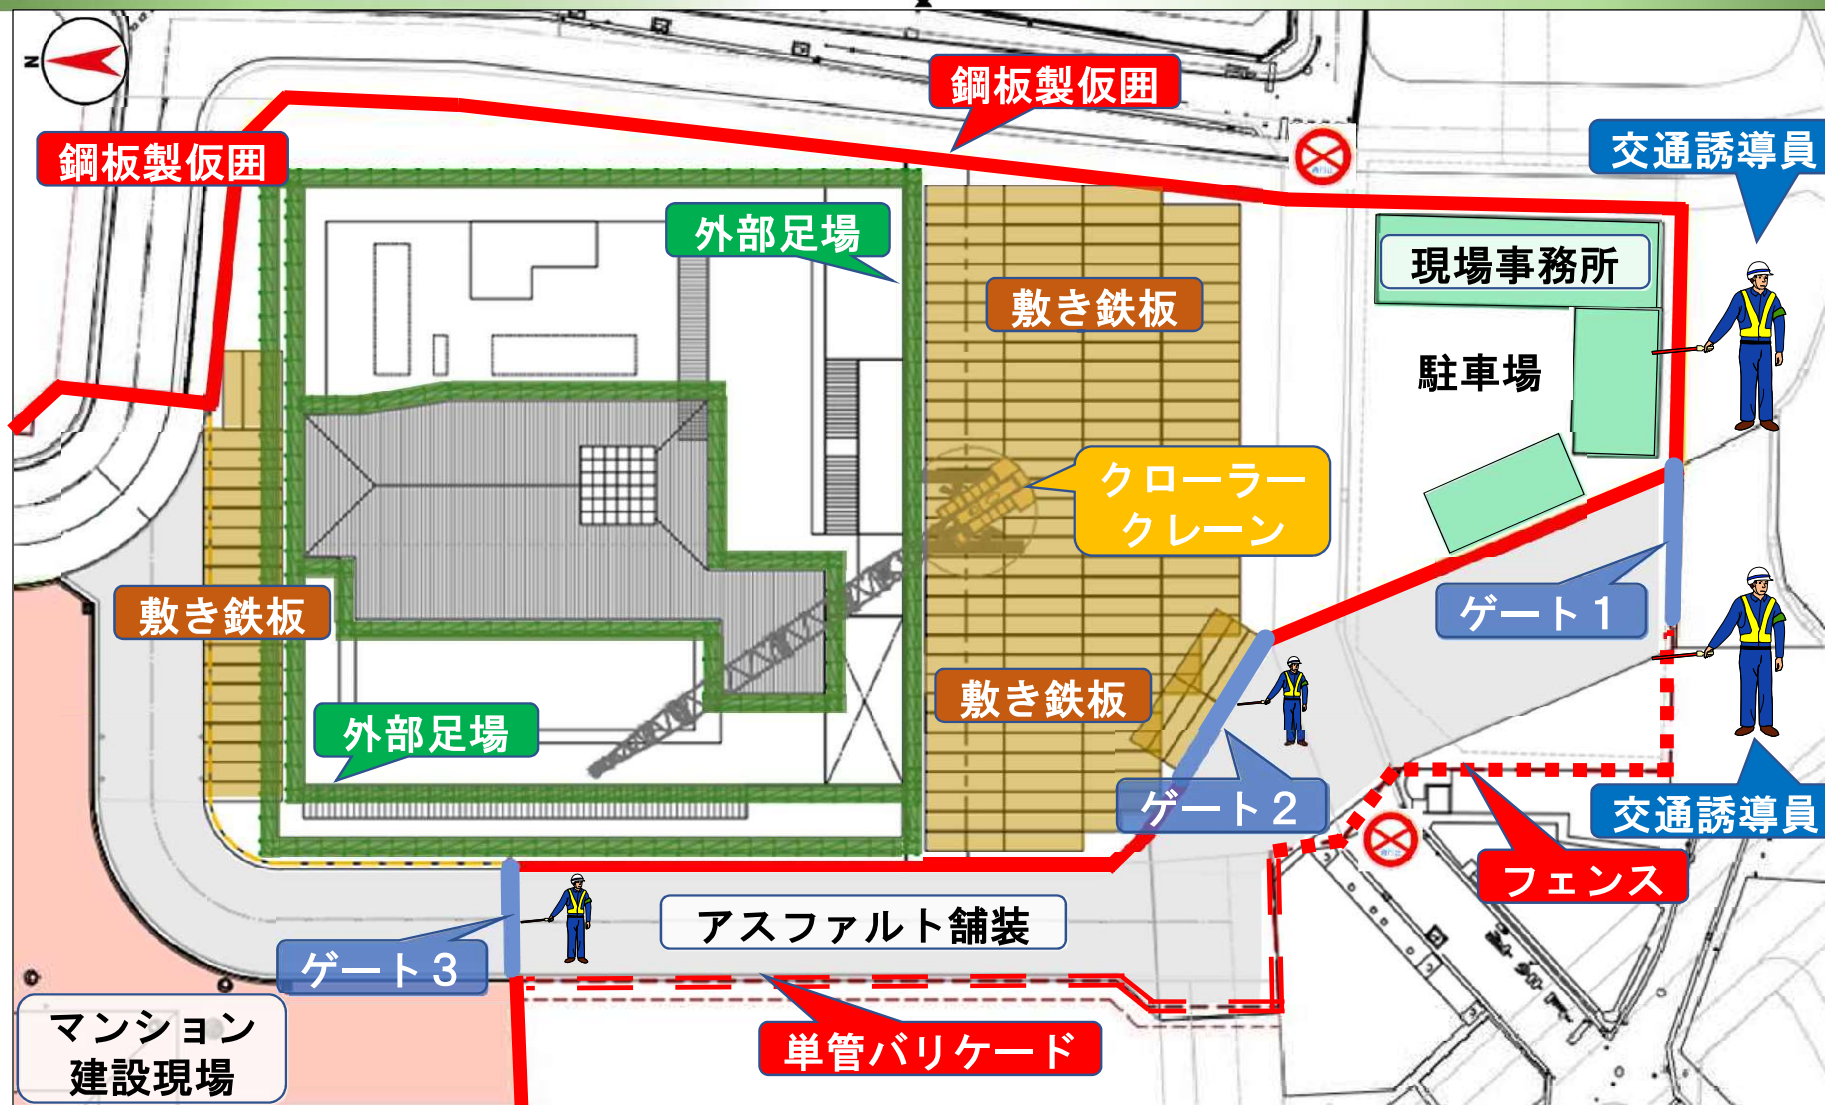 N
鋼板製仮囲
鋼板製仮囲
交通誘導員
外部足場
現場事務所
敷き鉄板
駐車場
クローラー
クレーン
敷き鉄板
ゲート1
敷き鉄板
外部足場
ゲート2
交通誘導員
フェンス
アスファルト舗装
ゲート3
マンション
建設現場
単管バリケード